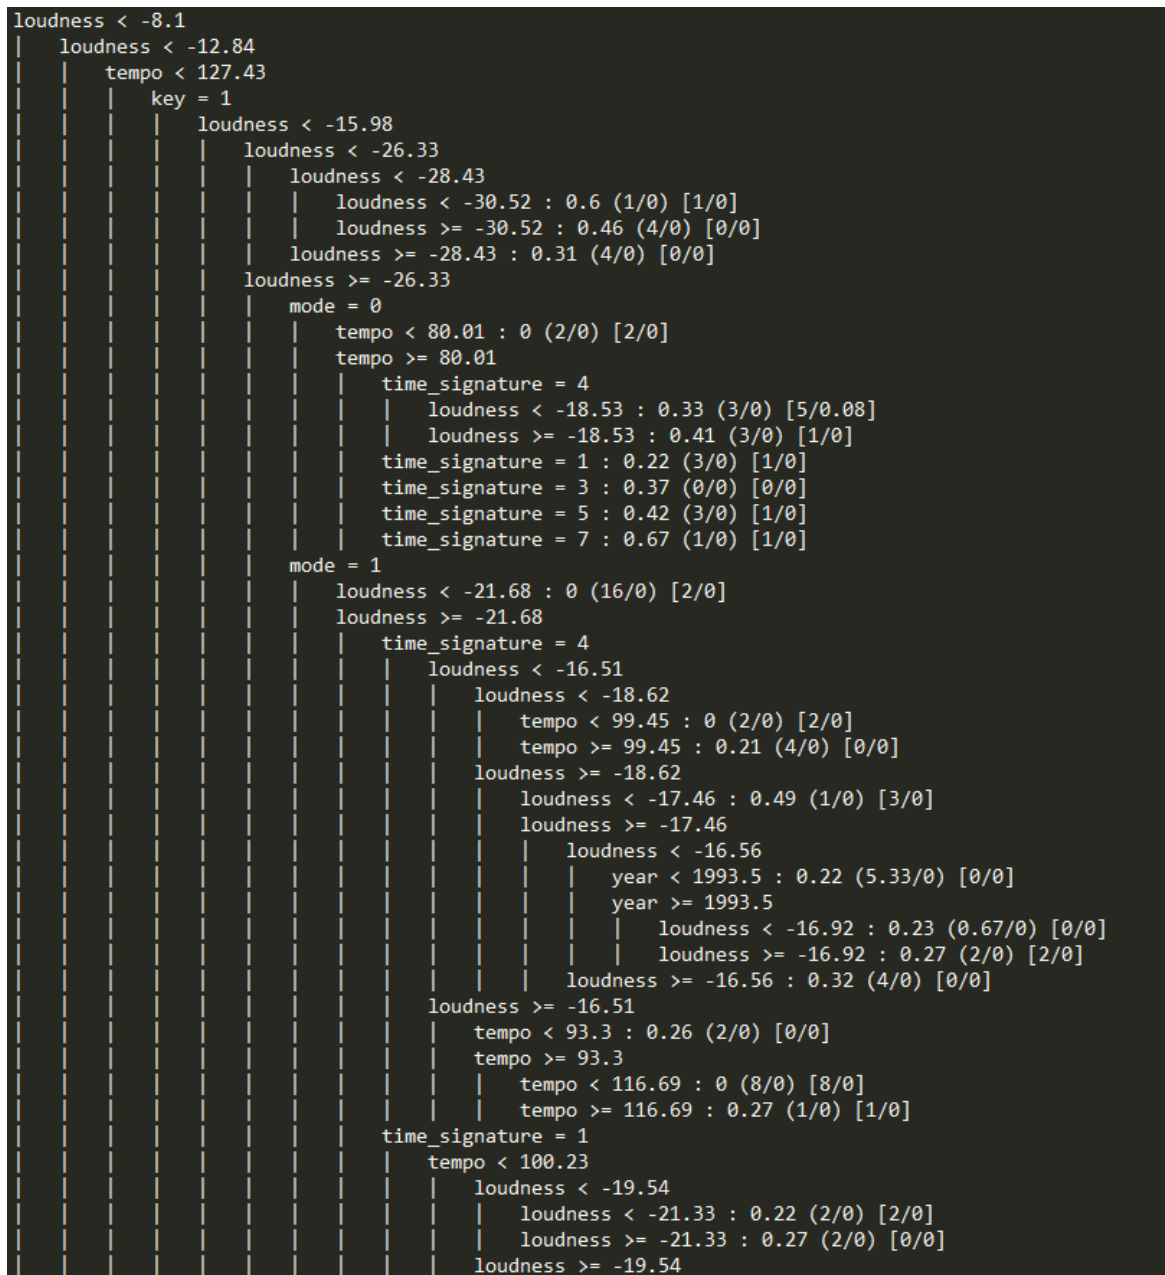 loudness < -8.1
|   loudness < -12.84
|   |   tempo < 127.43
|   |   |   key = 1
|   |   |   |   loudness < -15.98
|   |   |   |   |   loudness < -26.33
|   |   |   |   |   |   loudness < -28.43
|   |   |   |   |   |   |   loudness < -30.52 : 0.6 (1/0) [1/0]
|   |   |   |   |   |   |   loudness >= -30.52 : 0.46 (4/0) [0/0]
|   |   |   |   |   |   loudness >= -28.43 : 0.31 (4/0) [0/0]
|   |   |   |   |   loudness >= -26.33
|   |   |   |   |   |   mode = 0
|   |   |   |   |   |   |   tempo < 80.01 : 0 (2/0) [2/0]
|   |   |   |   |   |   |   tempo >= 80.01
|   |   |   |   |   |   |   |   time_signature = 4
|   |   |   |   |   |   |   |   |   loudness < -18.53 : 0.33 (3/0) [5/0.08]
|   |   |   |   |   |   |   |   |   loudness >= -18.53 : 0.41 (3/0) [1/0]
|   |   |   |   |   |   |   |   time_signature = 1 : 0.22 (3/0) [1/0]
|   |   |   |   |   |   |   |   time_signature = 3 : 0.37 (0/0) [0/0]
|   |   |   |   |   |   |   |   time_signature = 5 : 0.42 (3/0) [1/0]
|   |   |   |   |   |   |   |   time_signature = 7 : 0.67 (1/0) [1/0]
|   |   |   |   |   |   mode = 1
|   |   |   |   |   |   |   loudness < -21.68 : 0 (16/0) [2/0]
|   |   |   |   |   |   |   loudness >= -21.68
|   |   |   |   |   |   |   |   time_signature = 4
|   |   |   |   |   |   |   |   |   loudness < -16.51
|   |   |   |   |   |   |   |   |   |   loudness < -18.62
|   |   |   |   |   |   |   |   |   |   |   tempo < 99.45 : 0 (2/0) [2/0]
|   |   |   |   |   |   |   |   |   |   |   tempo >= 99.45 : 0.21 (4/0) [0/0]
|   |   |   |   |   |   |   |   |   |   loudness >= -18.62
|   |   |   |   |   |   |   |   |   |   |   loudness < -17.46 : 0.49 (1/0) [3/0]
|   |   |   |   |   |   |   |   |   |   |   loudness >= -17.46
|   |   |   |   |   |   |   |   |   |   |   |   loudness < -16.56
|   |   |   |   |   |   |   |   |   |   |   |   |   year < 1993.5 : 0.22 (5.33/0) [0/0]
|   |   |   |   |   |   |   |   |   |   |   |   |   year >= 1993.5
|   |   |   |   |   |   |   |   |   |   |   |   |   |   loudness < -16.92 : 0.23 (0.67/0) [0/0]
|   |   |   |   |   |   |   |   |   |   |   |   |   |   loudness >= -16.92 : 0.27 (2/0) [2/0]
|   |   |   |   |   |   |   |   |   |   |   |   loudness >= -16.56 : 0.32 (4/0) [0/0]
|   |   |   |   |   |   |   |   |   loudness >= -16.51
|   |   |   |   |   |   |   |   |   |   tempo < 93.3 : 0.26 (2/0) [0/0]
|   |   |   |   |   |   |   |   |   |   tempo >= 93.3
|   |   |   |   |   |   |   |   |   |   |   tempo < 116.69 : 0 (8/0) [8/0]
|   |   |   |   |   |   |   |   |   |   |   tempo >= 116.69 : 0.27 (1/0) [1/0]
|   |   |   |   |   |   |   |   time_signature = 1
|   |   |   |   |   |   |   |   |   tempo < 100.23
|   |   |   |   |   |   |   |   |   |   loudness < -19.54
|   |   |   |   |   |   |   |   |   |   |   loudness < -21.33 : 0.22 (2/0) [2/0]
|   |   |   |   |   |   |   |   |   |   |   loudness >= -21.33 : 0.27 (2/0) [0/0]
|   |   |   |   |   |   |   |   |   |   loudness >= -19.54